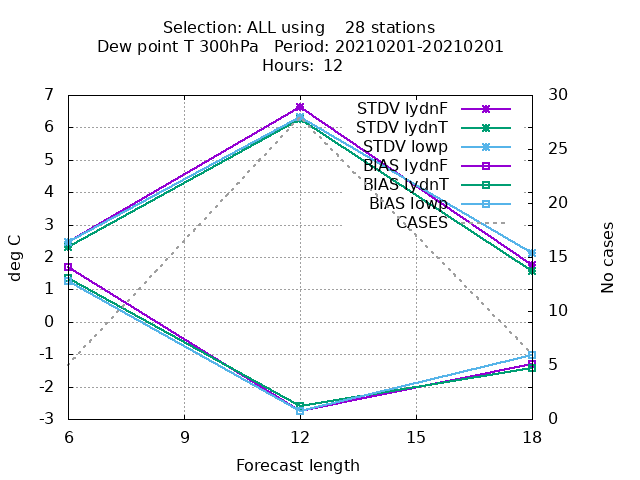 Selection: ALL using 28 stations
Dew point T 300hPa Period: 20210201-20210201
Hours: 12
7
6
5
4
3
2
1
0
-1
-2
-3
deg C
30
25
20
15
10
5
0
No cases
STDV lydnF
STDV lydnT
STDV lowp
BIAS lydnF
BIAS lydnT
BIAS lowp
CASES
6 9 12 15 18
Forecast length